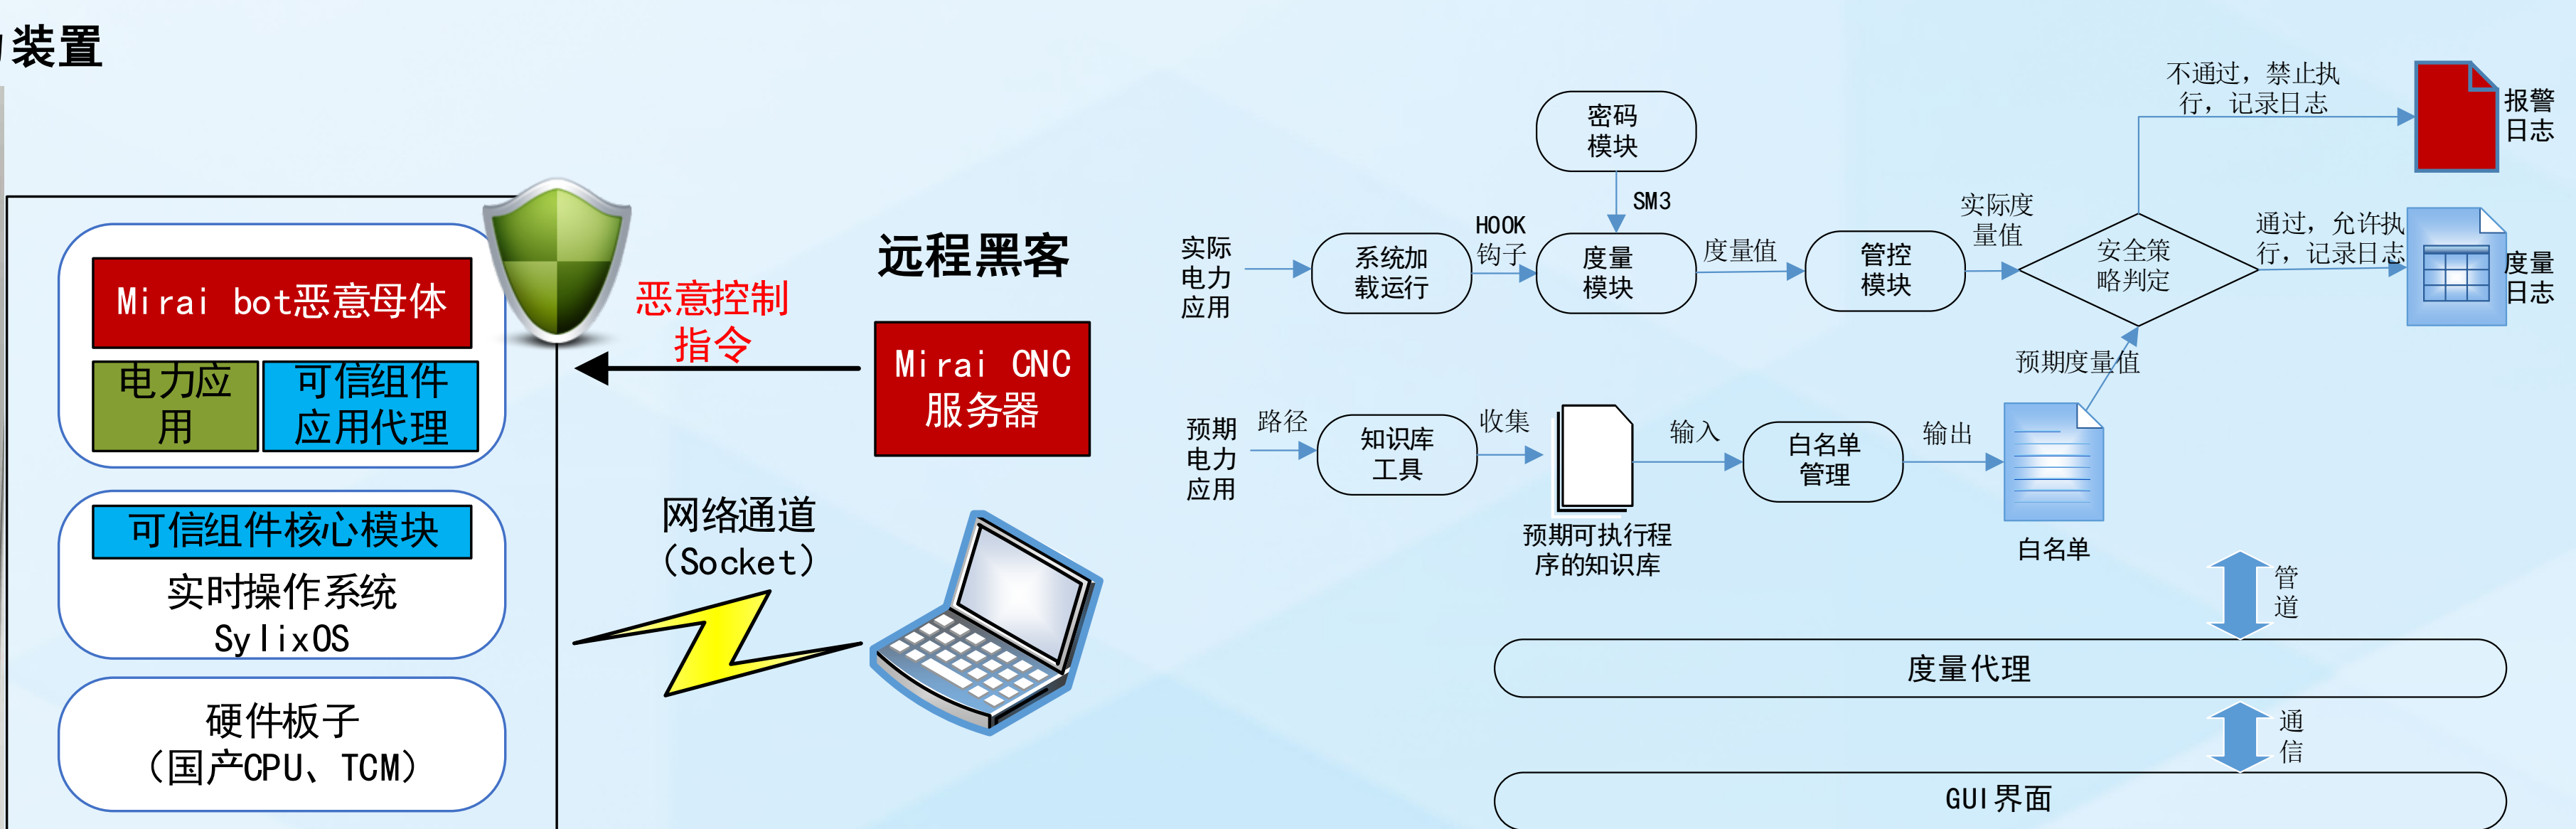 装置
Mirai bot恶意母体
电力应
用
可信组件
应用代理
可信组件核心模块
实时操作系统
SylixOS
硬件板子
（国产CPU、TCM）
恶意控制
指令
远程黑客
Mirai CNC
服务器
网络通道
（Socket）
密码
模块
SM3
实际
电力
应用
系统加
载运行
HOOK
钩子
度量
模块
度量值
管控
模块
实际度
量值
安全策
略判定
不通过，禁止执
行，记录日志
报警
日志
通过，允许执
行，记录日志
度量
日志
预期度量值
预期
电力
应用
路径
知识库
工具
收集
预期可执行程
序的知识库
输入
白名单
管理
输出
白名单
管
道
度量代理
通
信
GUI界面